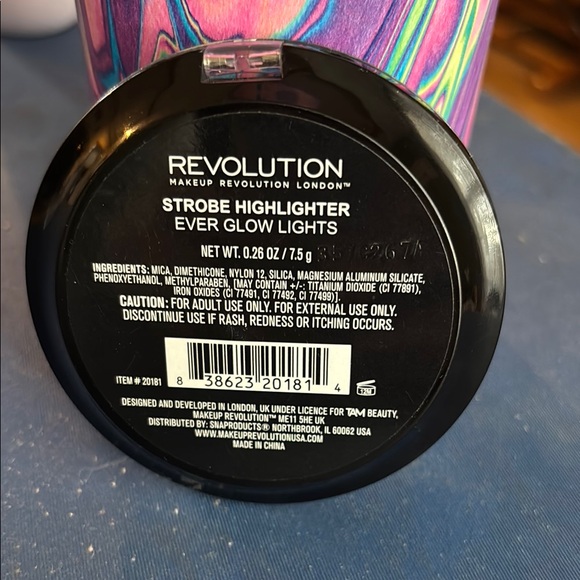 REVOLUTION
MAKEUP REVOLUTION LONDON™
STROBE HIGHLIGHTER
EVER GLOW LIGHTS
NET WT. 0.26 OZ / 7.5 g
INGREDIENTS: MICA, DIMETHICONE, NYLON 12, SILICA, MAGNESIUM ALUMINUM SILICATE,
PHENOXYETHANOL, METHYLPARABEN, [MAY CONTAIN +/-: TITANIUM DIOXIDE (CI 77891),
IRON OXIDES (CI 77491, CI 77492, CI 77499)].
CAUTION: FOR ADULT USE ONLY. FOR EXTERNAL USE ONLY.
DISCONTINUE USE IF RASH, REDNESS OR ITCHING OCCURS.
ITEM # 20181
8 38623 20181 4
12M
DESIGNED AND DEVELOPED IN LONDON, UK UNDER LICENCE FOR TAM BEAUTY,
MAKEUP REVOLUTION™ ME11 5HE UK
DISTRIBUTED BY: SNAPRODUCTS® NORTHBROOK, IL 60062 USA
WWW.MAKEUPREVOLUTIONUSA.COM
MADE IN CHINA